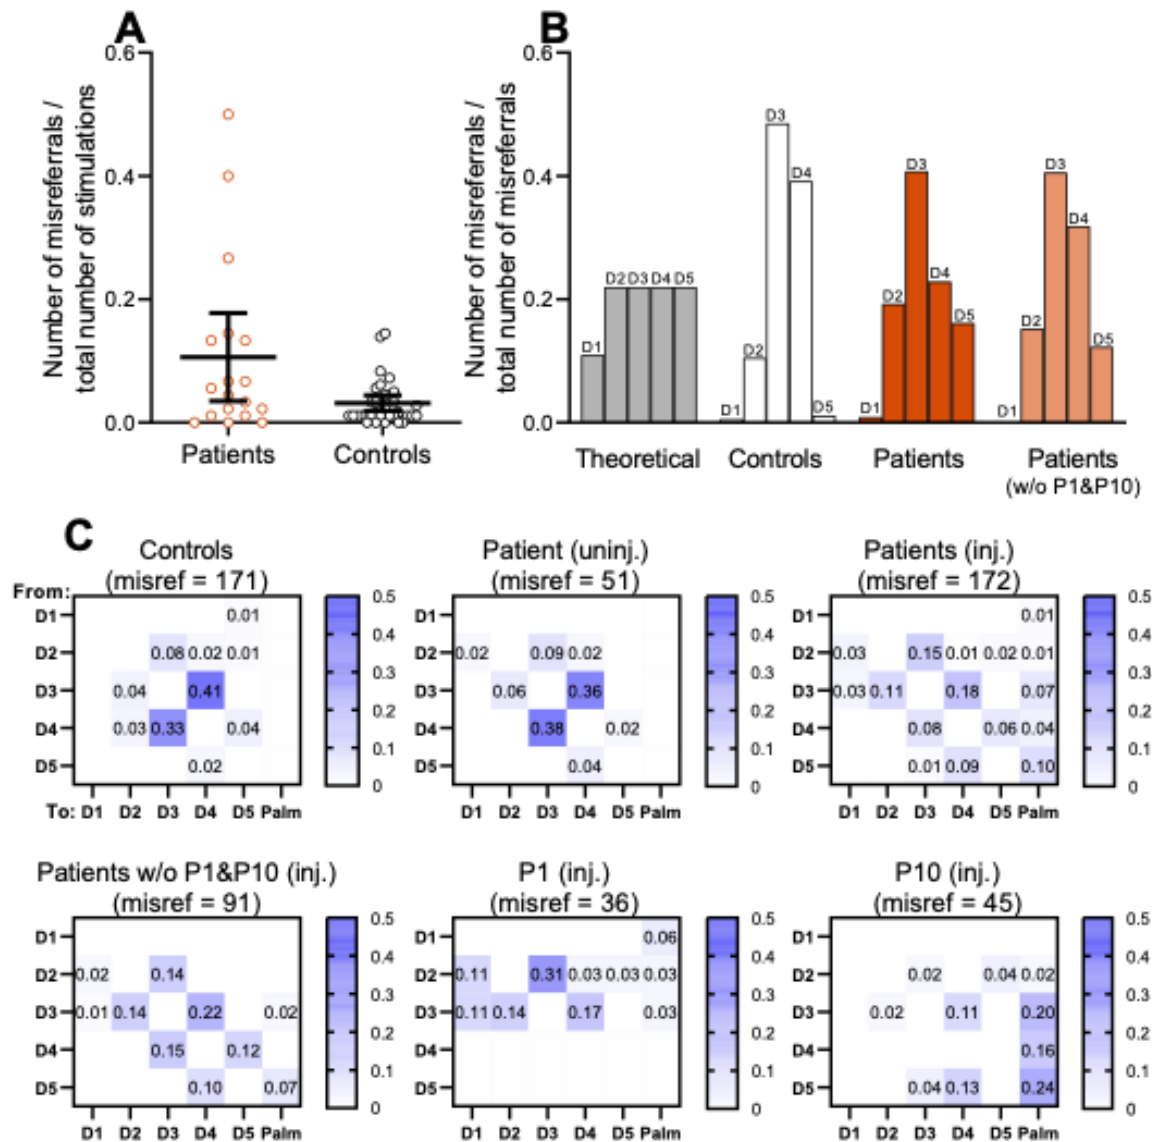 A
B
0.6
0.4
0.2
0.0
Number of misreferrals /
total number of stimulations
Patients
Controls
0.6
0.4
0.2
0.0
Number of misreferrals /
total number of misreferrals
D1
D2 D3 D4 D5
D1
D2
D3
D4
D5
D1
D2
D3
D4
D5
D1
D2
D3
D4
D5
Theoretical
Controls
Patients
Patients
(w/o P1&P10)
C
Controls
(misref = 171)
From:
D1 0.01
D2 0.08 0.02 0.01
D3 0.04 0.41
D4 0.03 0.33 0.04
D5 0.02
To: D1 D2 D3 D4 D5 Palm
0.5
0.4
0.3
0.2
0.1
0
Patient (uninj.)
(misref = 51)
D1
D2 0.02 0.09 0.02
D3 0.06 0.36
D4 0.38 0.02
D5 0.04
D1 D2 D3 D4 D5 Palm
0.5
0.4
0.3
0.2
0.1
0
Patients (inj.)
(misref = 172)
D1 0.01
D2 0.03 0.15 0.01 0.02 0.01
D3 0.03 0.11 0.18 0.07
D4 0.08 0.06 0.04
D5 0.01 0.09 0.10
D1 D2 D3 D4 D5 Palm
0.5
0.4
0.3
0.2
0.1
0
Patients w/o P1&P10 (inj.)
(misref = 91)
D1
D2 0.02 0.14
D3 0.01 0.14 0.22 0.02
D4 0.15 0.12
D5 0.10 0.07
D1 D2 D3 D4 D5 Palm
0.5
0.4
0.3
0.2
0.1
0
P1 (inj.)
(misref = 36)
D1 0.06
D2 0.11 0.31 0.03 0.03 0.03
D3 0.11 0.14 0.17 0.03
D4
D5
D1 D2 D3 D4 D5 Palm
0.5
0.4
0.3
0.2
0.1
0
P10 (inj.)
(misref = 45)
D1
D2 0.02 0.04 0.02
D3 0.02 0.11 0.20
D4 0.16
D5 0.04 0.13 0.24
D1 D2 D3 D4 D5 Palm
0.5
0.4
0.3
0.2
0.1
0